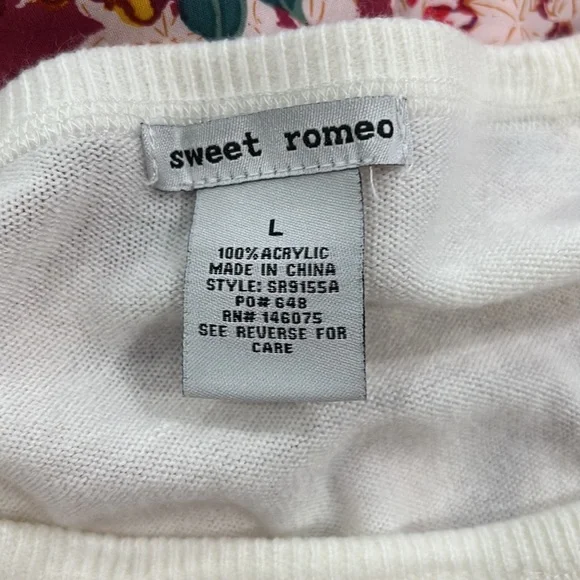 sweet romeo
L
100% ACRYLIC
MADE IN CHINA
STYLE: SR9155A
PO# 648
RN# 146075
SEE REVERSE FOR
CARE